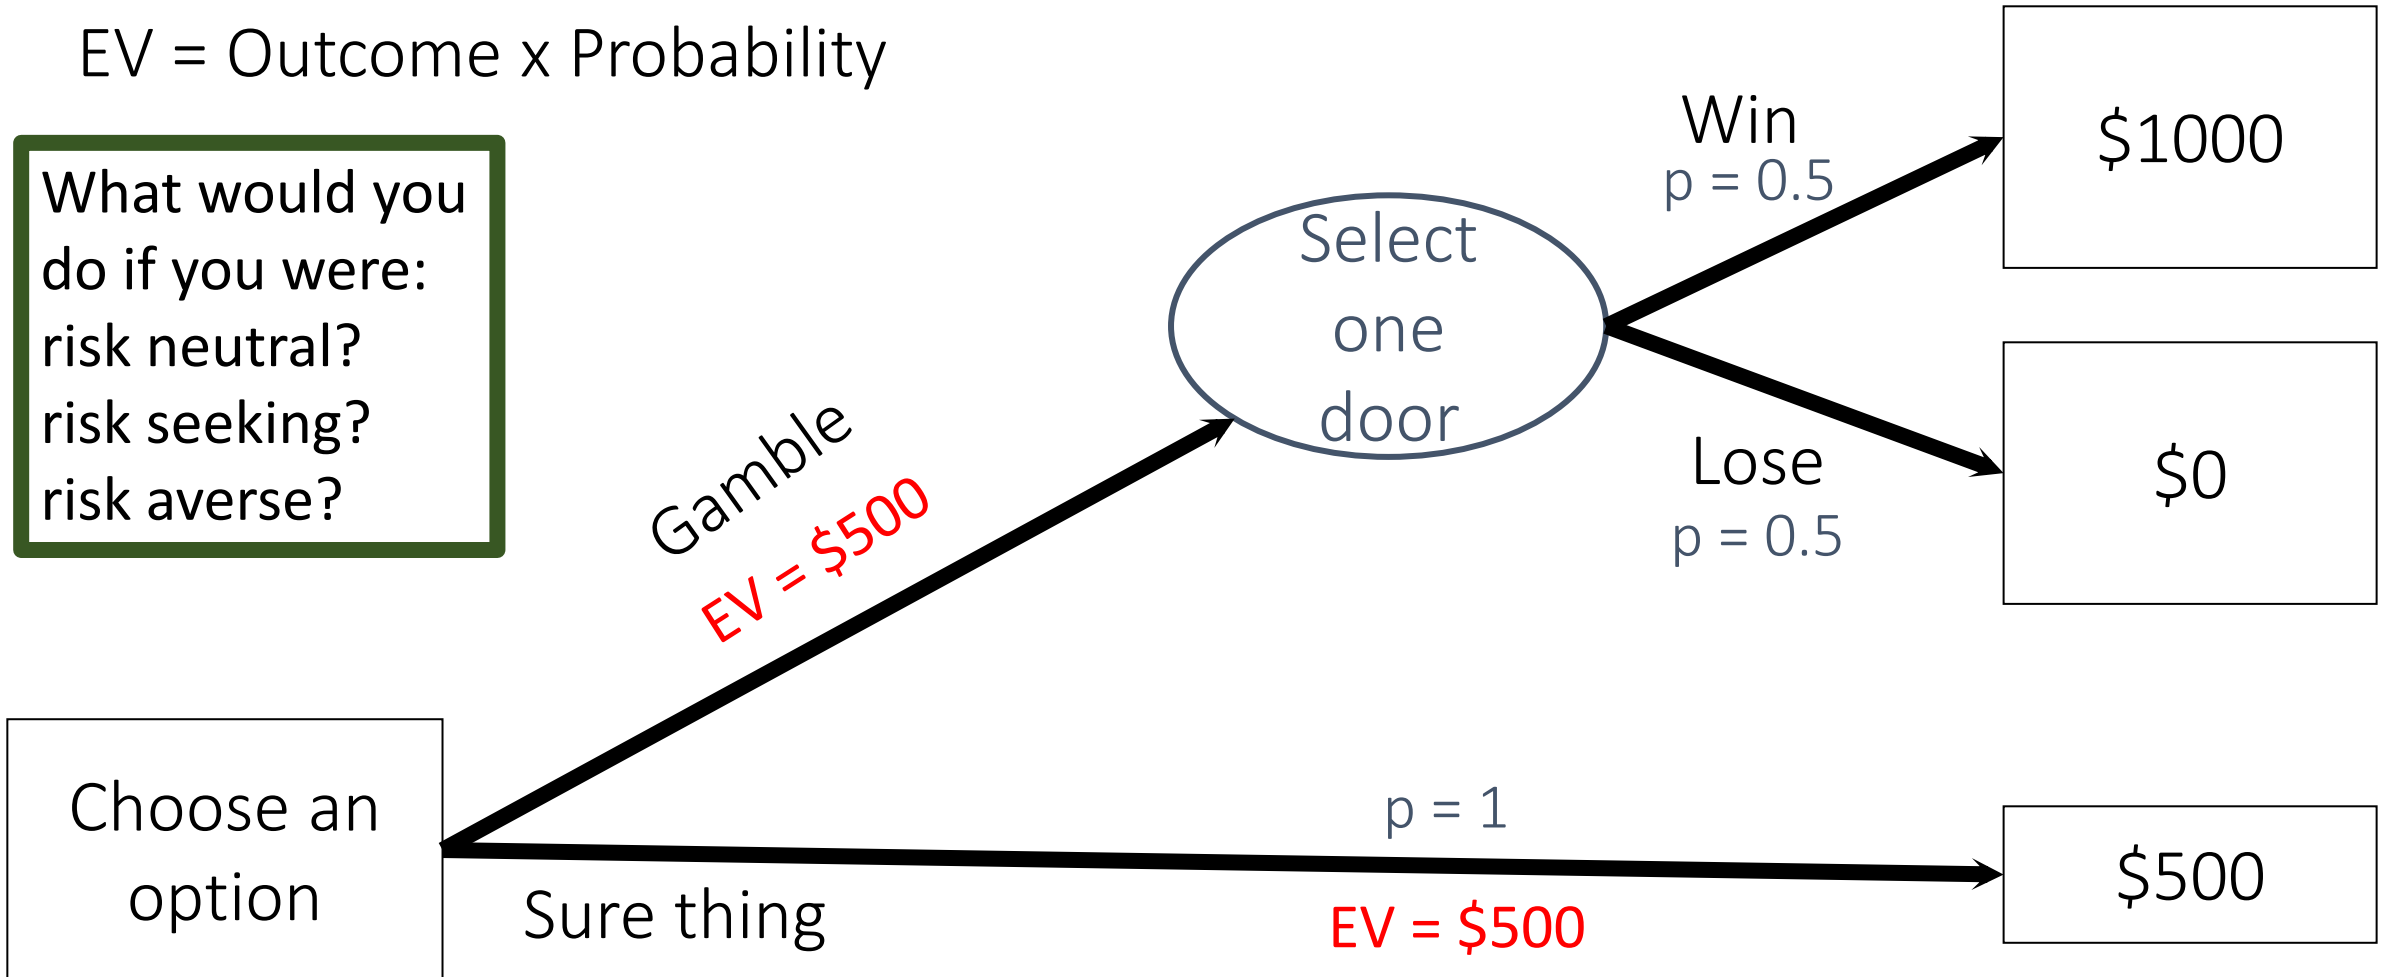 EV = Outcome x Probability
What would you
do if you were:
risk neutral?
risk seeking?
risk averse?
Choose an
option
Gamble
EV = $500
Select
one
door
Win
p = 0.5
$1000
Lose
p = 0.5
$0
Sure thing
p = 1
EV = $500
$500